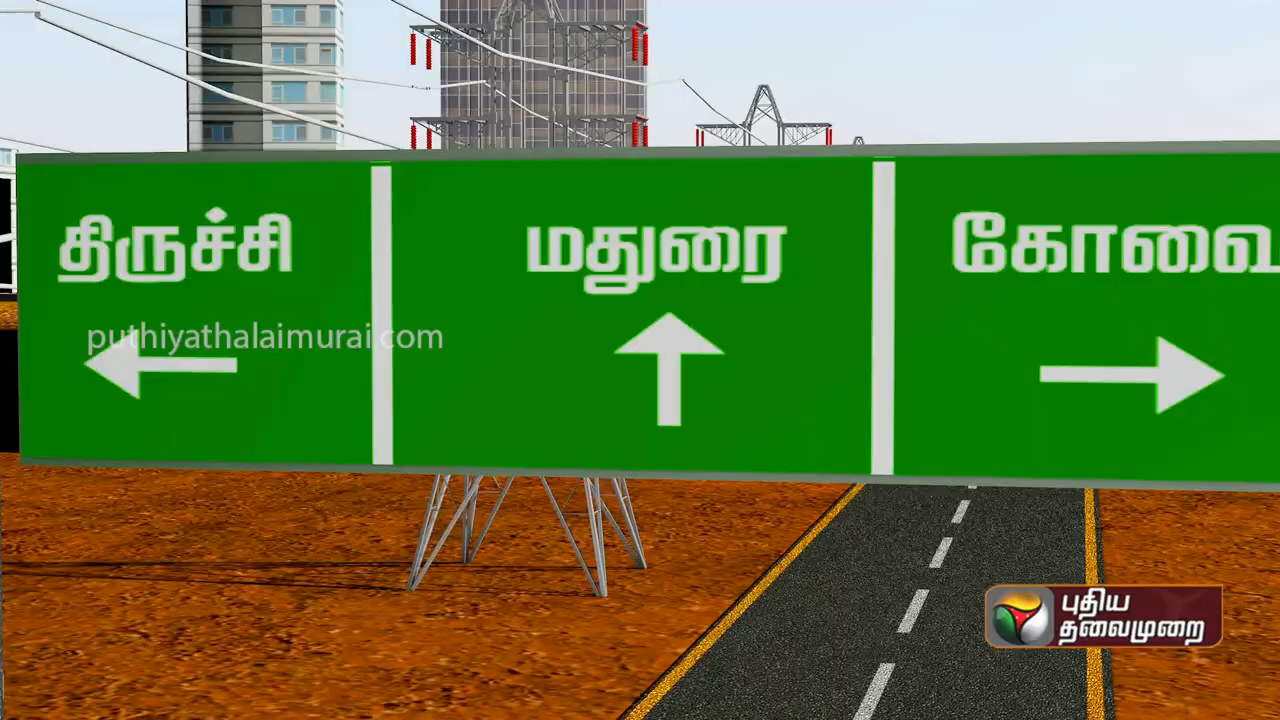 திருச்சி
மதுரை
கோவை
puthiyathalaimurai.com
புதிய
தலைமுறை